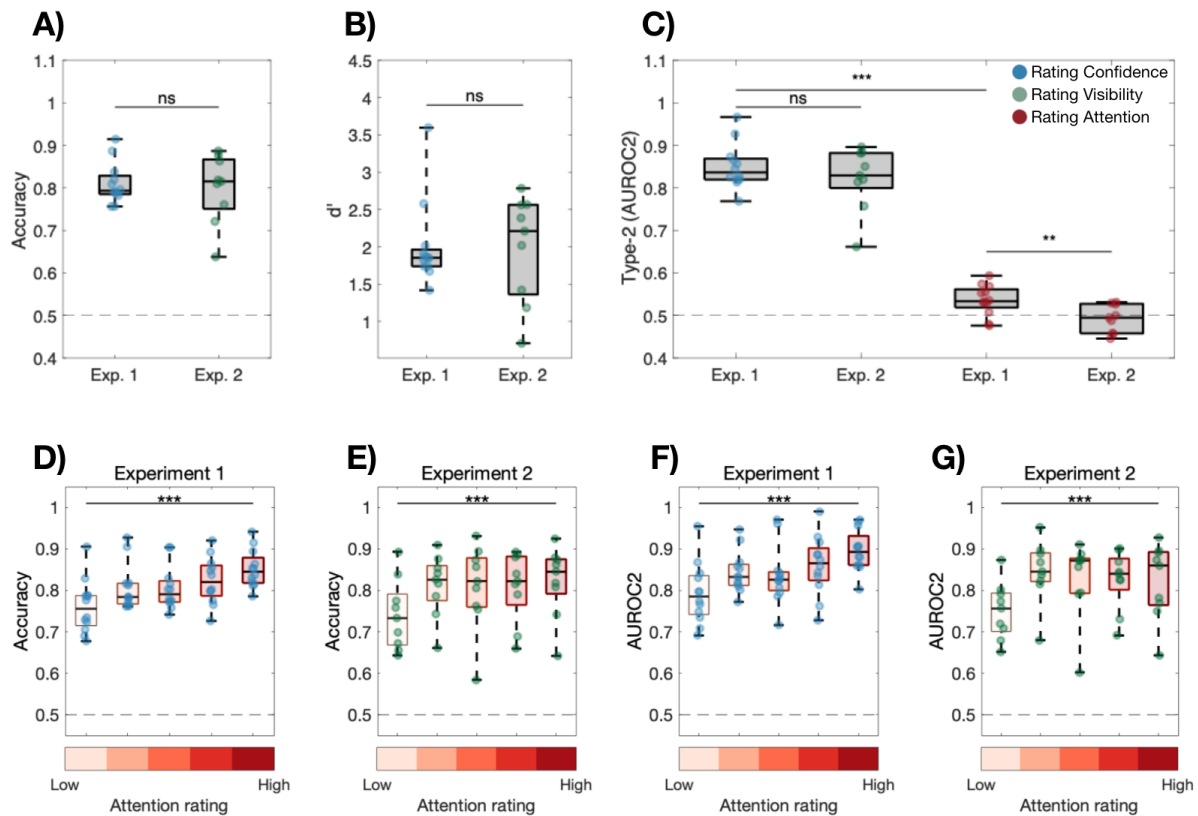 A)
B)
C)
1.1
1
0.9
0.8
0.7
0.6
0.5
0.4
Accuracy
ns
Exp. 1
Exp. 2
4.5
4
3.5
3
2.5
2
1.5
1
d'
ns
Exp. 1
Exp. 2
1.1
1
0.9
0.8
0.7
0.6
0.5
0.4
Type-2 (AUROC2)
***
ns
**
Rating Confidence
Rating Visibility
Rating Attention
Exp. 1
Exp. 2
Exp. 1
Exp. 2
D)
Experiment 1
***
1
0.9
0.8
0.7
0.6
0.5
Accuracy
Low
High
Attention rating
E)
Experiment 2
***
1
0.9
0.8
0.7
0.6
0.5
Accuracy
Low
High
Attention rating
F)
Experiment 1
***
1
0.9
0.8
0.7
0.6
0.5
AUROC2
Low
High
Attention rating
G)
Experiment 2
***
1
0.9
0.8
0.7
0.6
0.5
AUROC2
Low
High
Attention rating